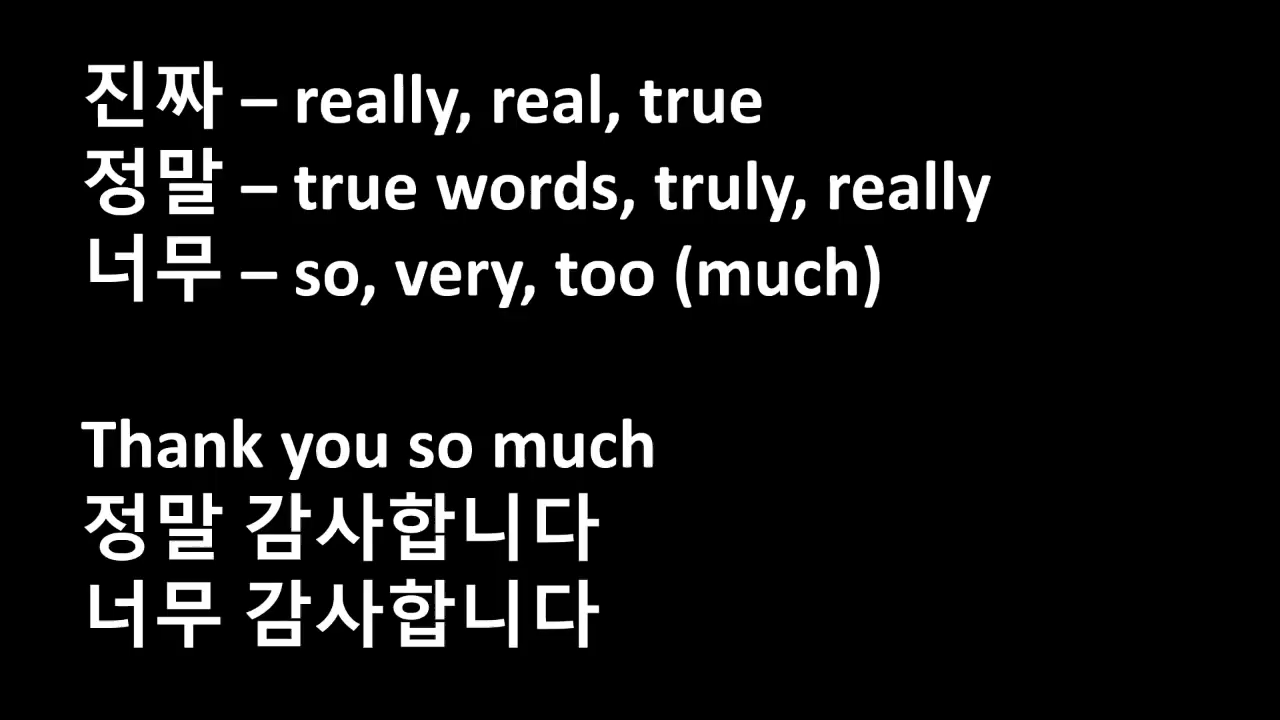 진짜 – really, real, true
정말 – true words, truly, really
너무 – so, very, too (much)
Thank you so much
정말 감사합니다
너무 감사합니다